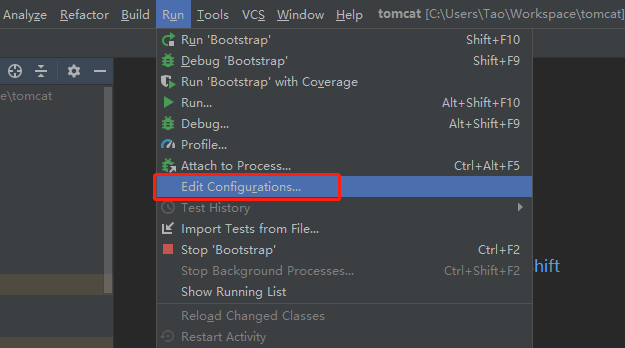 Analyze Refactor Build Run Tools VCS Window Help tomcat [C:\Users\Tao\Workspace\tomcat]
Run 'Bootstrap' Shift+F10
Debug 'Bootstrap' Shift+F9
e\tomcat
Run 'Bootstrap' with Coverage
Run... Alt+Shift+F10
Debug... Alt+Shift+F9
Profile...
Attach to Process... Ctrl+Alt+F5
Edit Configurations...
Test History
Import Tests from File...
Stop 'Bootstrap' Ctrl+F2
Stop Background Processes... Ctrl+Shift+F2
hift
Show Running List
Reload Changed Classes
Restart Activity